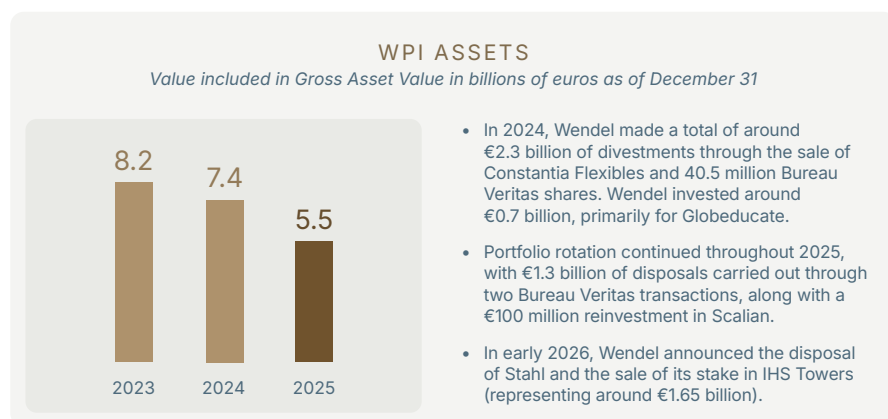 WPI ASSETS
Value included in Gross Asset Value in billions of euros as of December 31
8.2
7.4
5.5
2023
2024
2025
• In 2024, Wendel made a total of around
€2.3 billion of divestments through the sale of
Constantia Flexibles and 40.5 million Bureau
Veritas shares. Wendel invested around
€0.7 billion, primarily for Globeducate.
• Portfolio rotation continued throughout 2025,
with €1.3 billion of disposals carried out through
two Bureau Veritas transactions, along with a
€100 million reinvestment in Scalian.
• In early 2026, Wendel announced the disposal
of Stahl and the sale of its stake in IHS Towers
(representing around €1.65 billion).